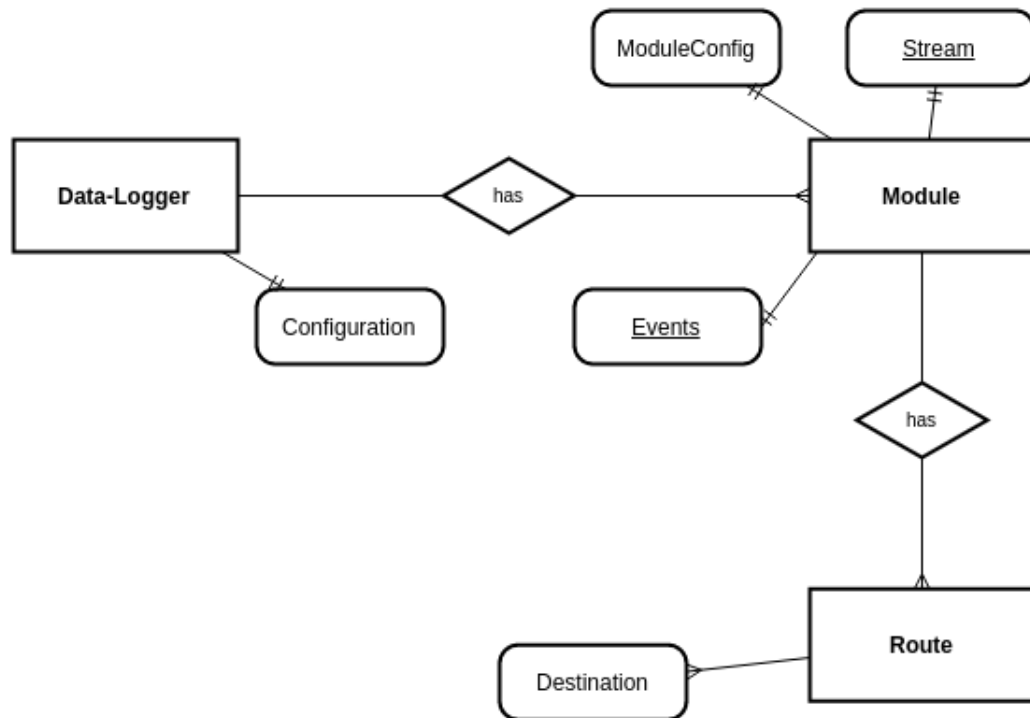 ModuleConfig
Stream
Data-Logger
has
Module
Configuration
Events
has
Route
Destination